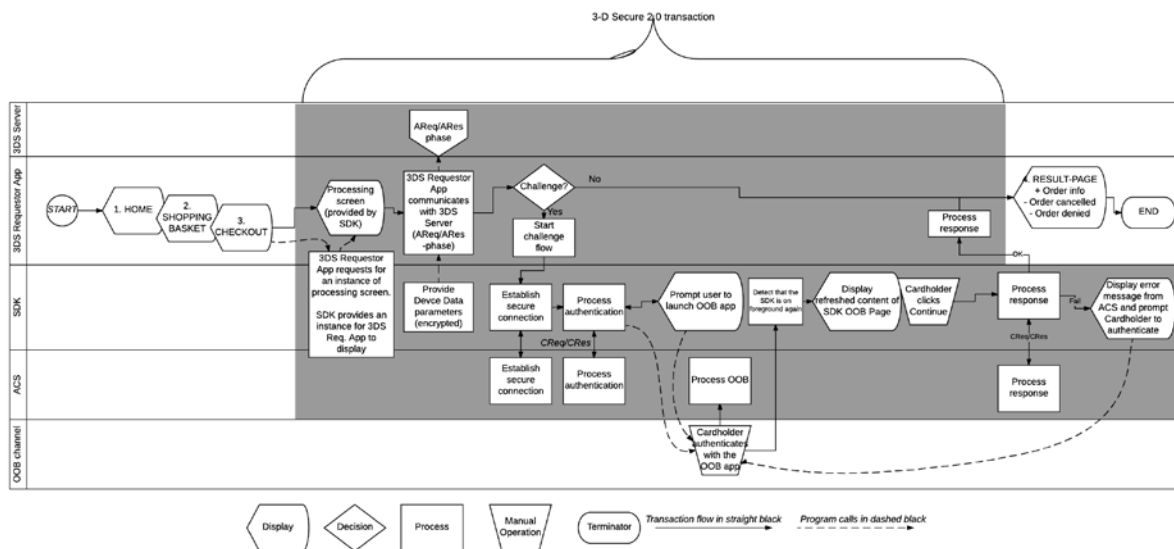 3-D Secure 2.0 transaction
3DS Server
AReq/ARes
phase
3DS Requestor App
START
1. HOME
2.
SHOPPING
BASKET
3.
CHECKOUT
Processing
screen
(provided by
SDK)
3DS Requestor
App
communicates
with 3DS
Server
(AReq/ARes
-phase)
Challenge?
No
Yes
Start
challenge
flow
Process
response
4. RESULT-PAGE
+ Order info
- Order cancelled
- Order denied
END
SDK
3DS Requestor
App requests for
an instance of
processing screen.
SDK provides an
instance for 3DS
Req. App to
display
Provide
Devce Data
parameters
(encrypted)
Establish
secure
connection
Process
authentication
Prompt user to
launch OOB app
Detect that the
SDK is on
foreground again
Display
refreshed content of
SDK OOB Page
Cardholder
clicks
Continue
OK
Process
response
Fail
Display error
message from
ACS and prompt
Cardholder to
authenticate
CReq/CRes
CReq/CRes
ACS
Establish
secure
connection
Process
authentication
Process OOB
Process
response
OOB channel
Cardholder
authenticates
with the
OOB app
Display
Decision
Process
Manual
Operation
Terminator
Transaction flow in straight black
Program calls in dashed black